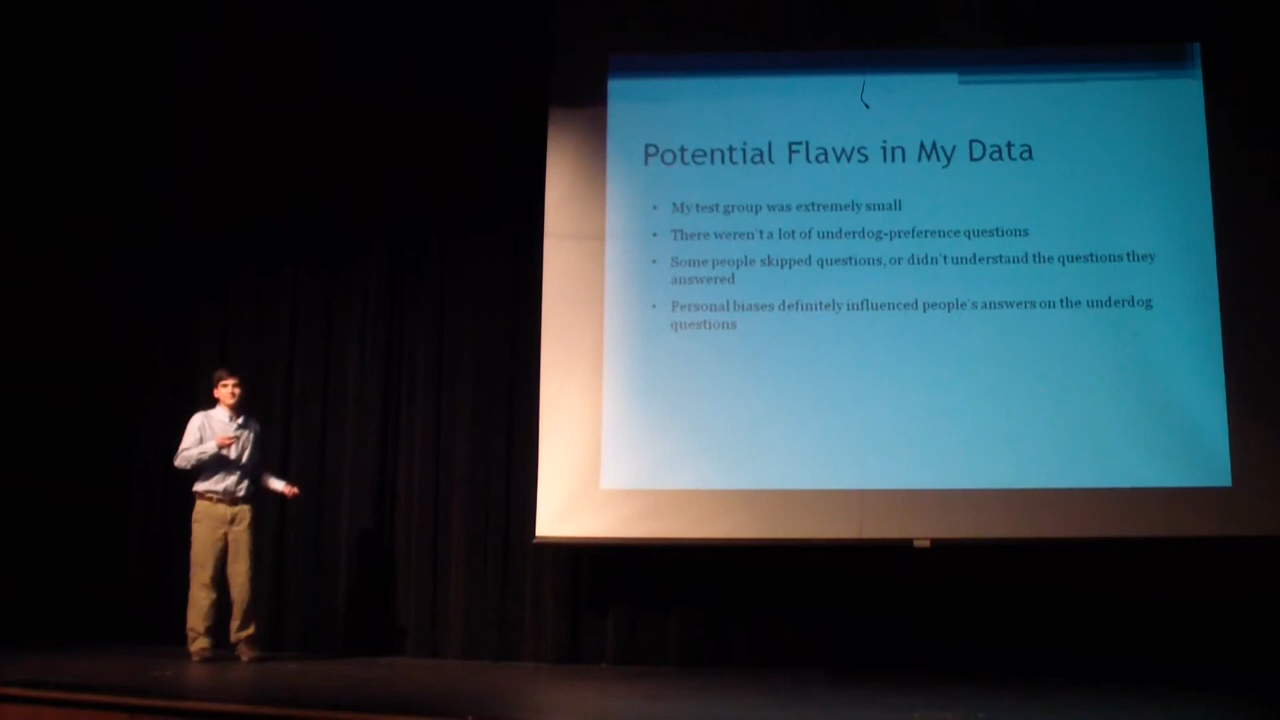 Potential Flaws in My Data
• My test group was extremely small
• There weren't a lot of underdog-preference questions
• Some people skipped questions, or didn't understand the questions they
answered
• Personal biases definitely influenced people's answers on the underdog
questions